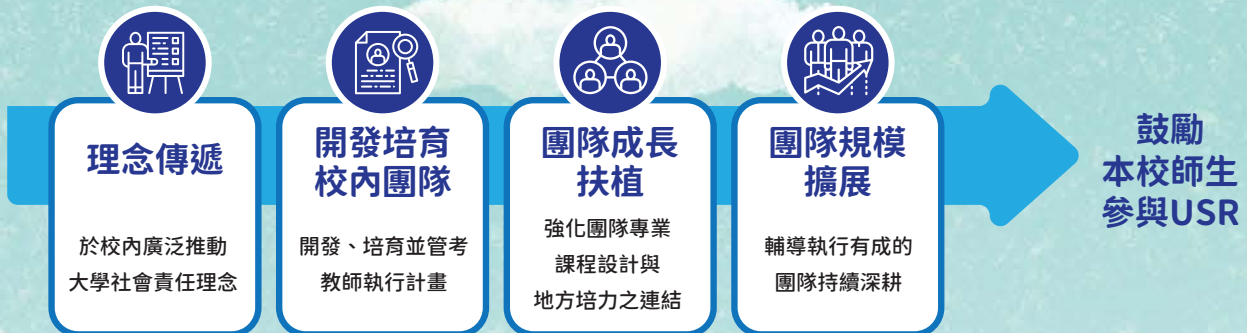 理念傳遞
於校內廣泛推動
大學社會責任理念
開發培育
校內團隊
開發、培育並管考
教師執行計畫
團隊成長
扶植
強化團隊專業
課程設計與
地方培力之連結
團隊規模
擴展
輔導執行有成的
團隊持續深耕
鼓勵
本校師生
參與USR